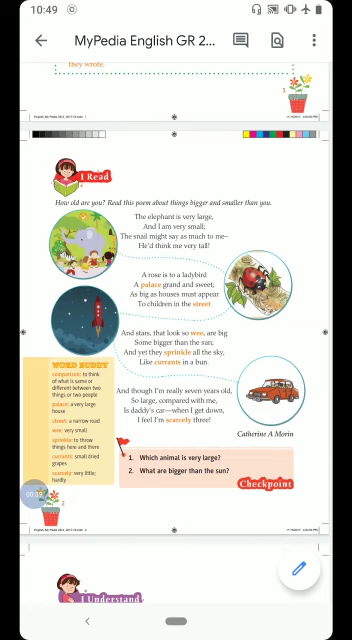 10:49
MyPedia English GR 2...
they wrote.
1
I Read
How old are you? Read this poem about things bigger and smaller than you.
The elephant is very large,
And I am very small;
The snail might say as much to me–
He'd think me very tall!
A rose is to a ladybird
A palace grand and sweet;
As big as houses must appear
To children in the street
And stars, that look so wee, are big
Some bigger than the sun;
And yet they sprinkle all the sky,
Like currants in a bun.
And though I'm really seven years old,
So large, compared with me,
Is daddy's car—when I get down,
I feel I'm scarcely three!
Catherine A Morin
WORD BUDDY
comparison: to think
of what is same or
different between two
things or two people
palace: a very large
house
street: a narrow road
wee: very small
sprinkle: to throw
things here and there
currants: small dried
grapes
scarcely: very little;
hardly
00:39
2
1. Which animal is very large?
2. What are bigger than the sun?
Checkpoint
I Understand